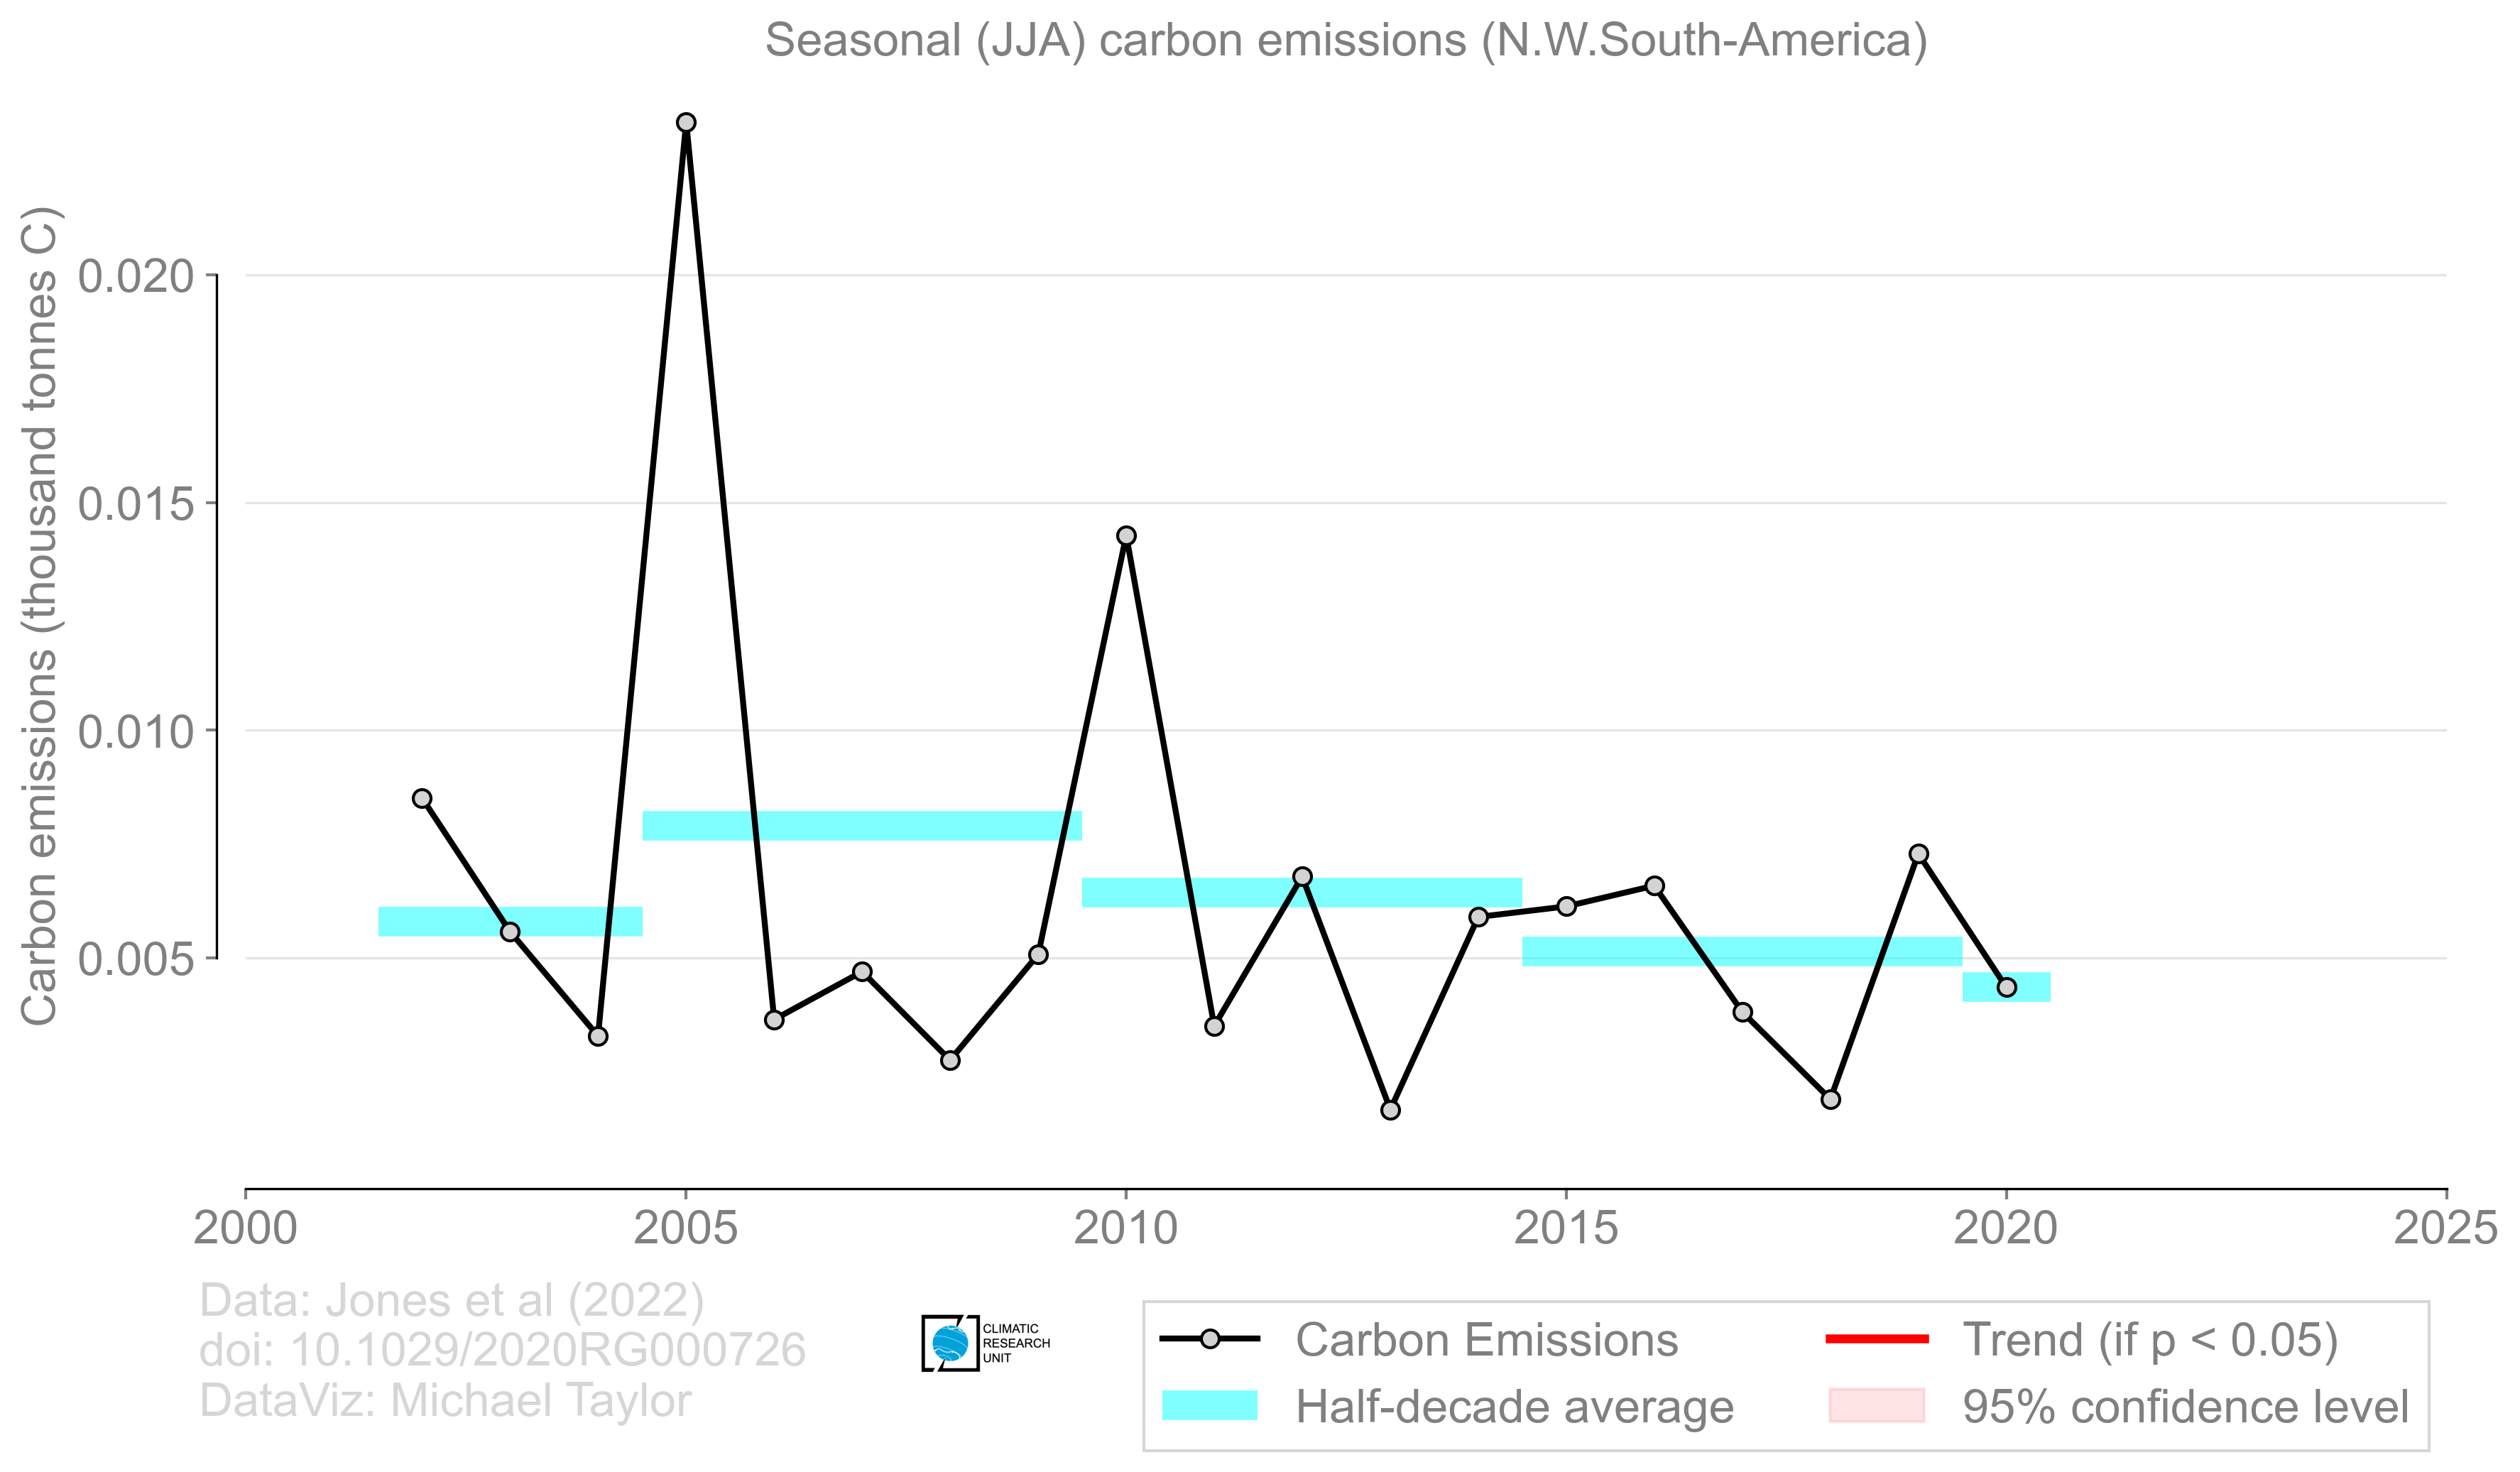 Seasonal (JJA) carbon emissions (N.W.South-America)
Carbon emissions (thousand tonnes C)
0.020
0.015
0.010
0.005
2000
2005
2010
2015
2020
2025
Data: Jones et al (2022)
doi: 10.1029/2020RG000726
DataViz: Michael Taylor
CLIMATIC
RESEARCH
UNIT
Carbon Emissions
Half-decade average
Trend (if p < 0.05)
95% confidence level